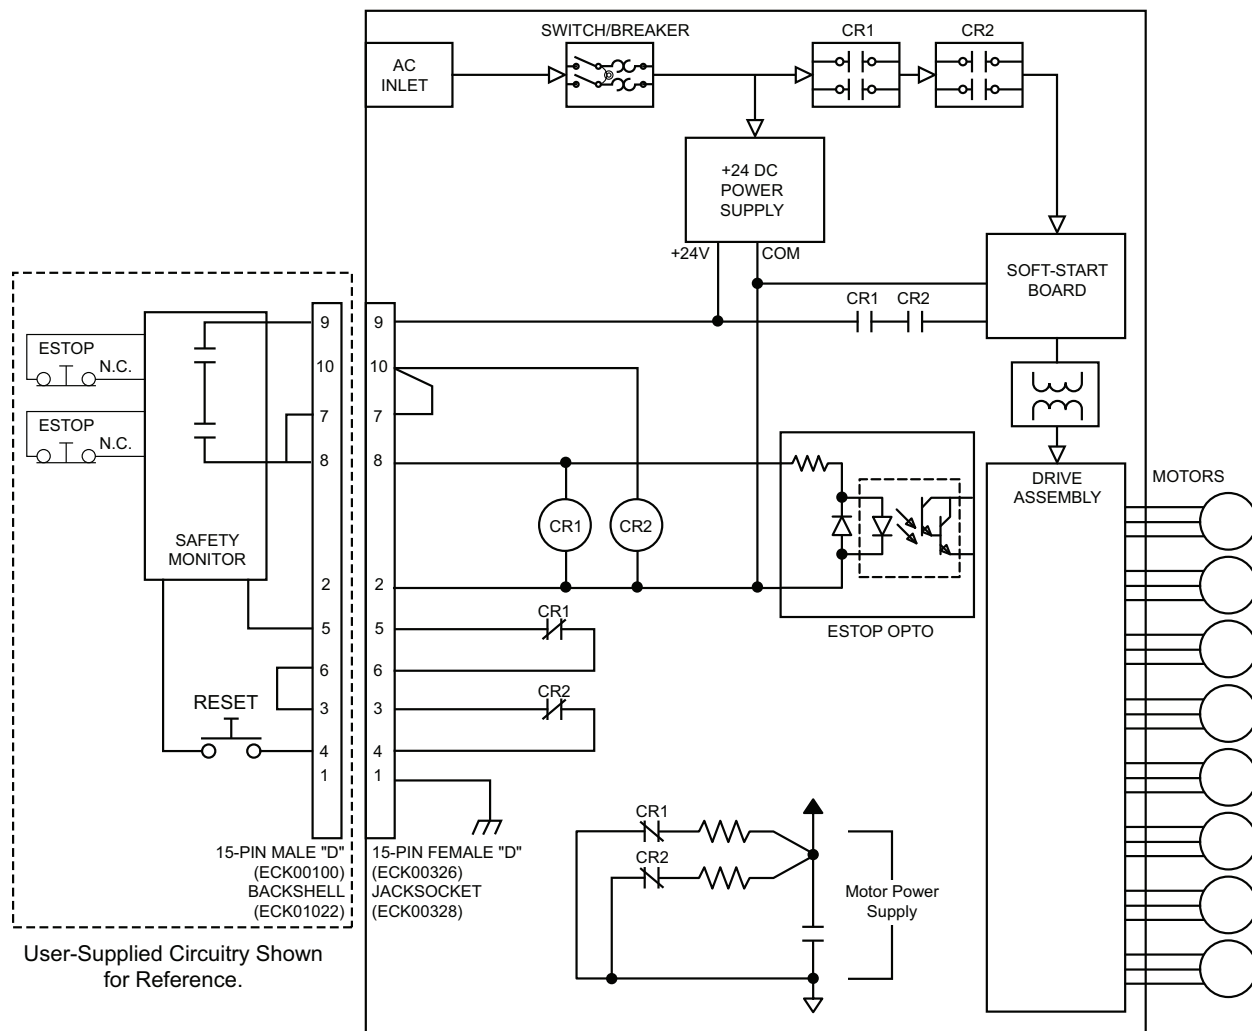 SWITCH/BREAKER
CR1
CR2
AC
INLET
+24 DC
POWER
SUPPLY
+24V
COM
SOFT-START
BOARD
CR1
CR2
ESTOP
N.C.
ESTOP
N.C.
SAFETY
MONITOR
RESET
9
10
7
8
2
5
6
3
4
1
9
10
7
8
2
5
6
3
4
1
CR1
CR2
CR1
CR2
ESTOP OPTO
DRIVE
ASSEMBLY
MOTORS
CR1
CR2
Motor Power
Supply
15-PIN MALE "D"
(ECK00100)
BACKSHELL
(ECK01022)
15-PIN FEMALE "D"
(ECK00326)
JACKSOCKET
(ECK00328)
User-Supplied Circuitry Shown
for Reference.